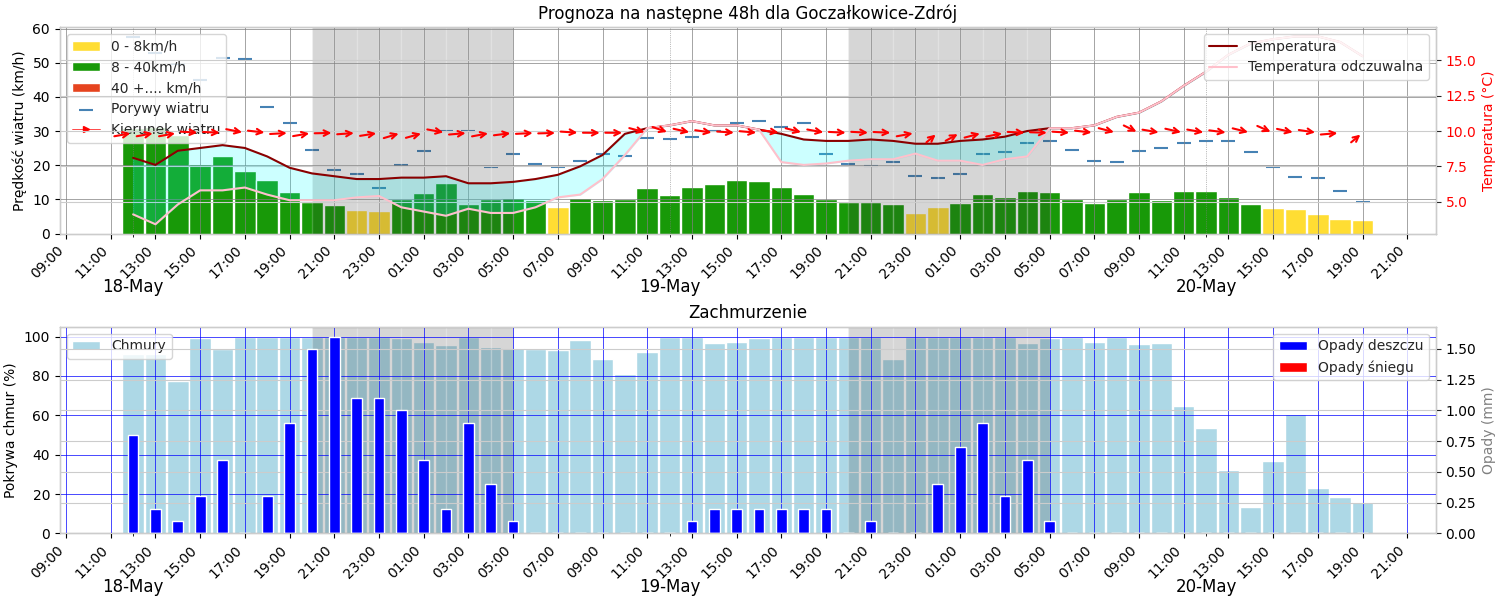 Prognoza na następne 48h dla Goczałkowice-Zdrój
Prędkość wiatru (km/h)
60
50
40
30
20
10
0
0 - 8km/h
8 - 40km/h
40 +.... km/h
Porywy wiatru
Kierunek wiatru
Temperatura
Temperatura odczuwalna
15.0
12.5
10.0
7.5
5.0
Temperatura (°C)
09:00 11:00 13:00 15:00 17:00 19:00 21:00 23:00 01:00 03:00 05:00 07:00 09:00 11:00 13:00 15:00 17:00 19:00 21:00 23:00 01:00 03:00 05:00 07:00 09:00 11:00 13:00 15:00 17:00 19:00 21:00
18-May 19-May 20-May
Zachmurzenie
Pokrywa chmur (%)
100
80
60
40
20
0
Chmury
Opady deszczu
Opady śniegu
1.50
1.25
1.00
0.75
0.50
0.25
0.00
Opady (mm)
09:00 11:00 13:00 15:00 17:00 19:00 21:00 23:00 01:00 03:00 05:00 07:00 09:00 11:00 13:00 15:00 17:00 19:00 21:00 23:00 01:00 03:00 05:00 07:00 09:00 11:00 13:00 15:00 17:00 19:00 21:00
18-May 19-May 20-May